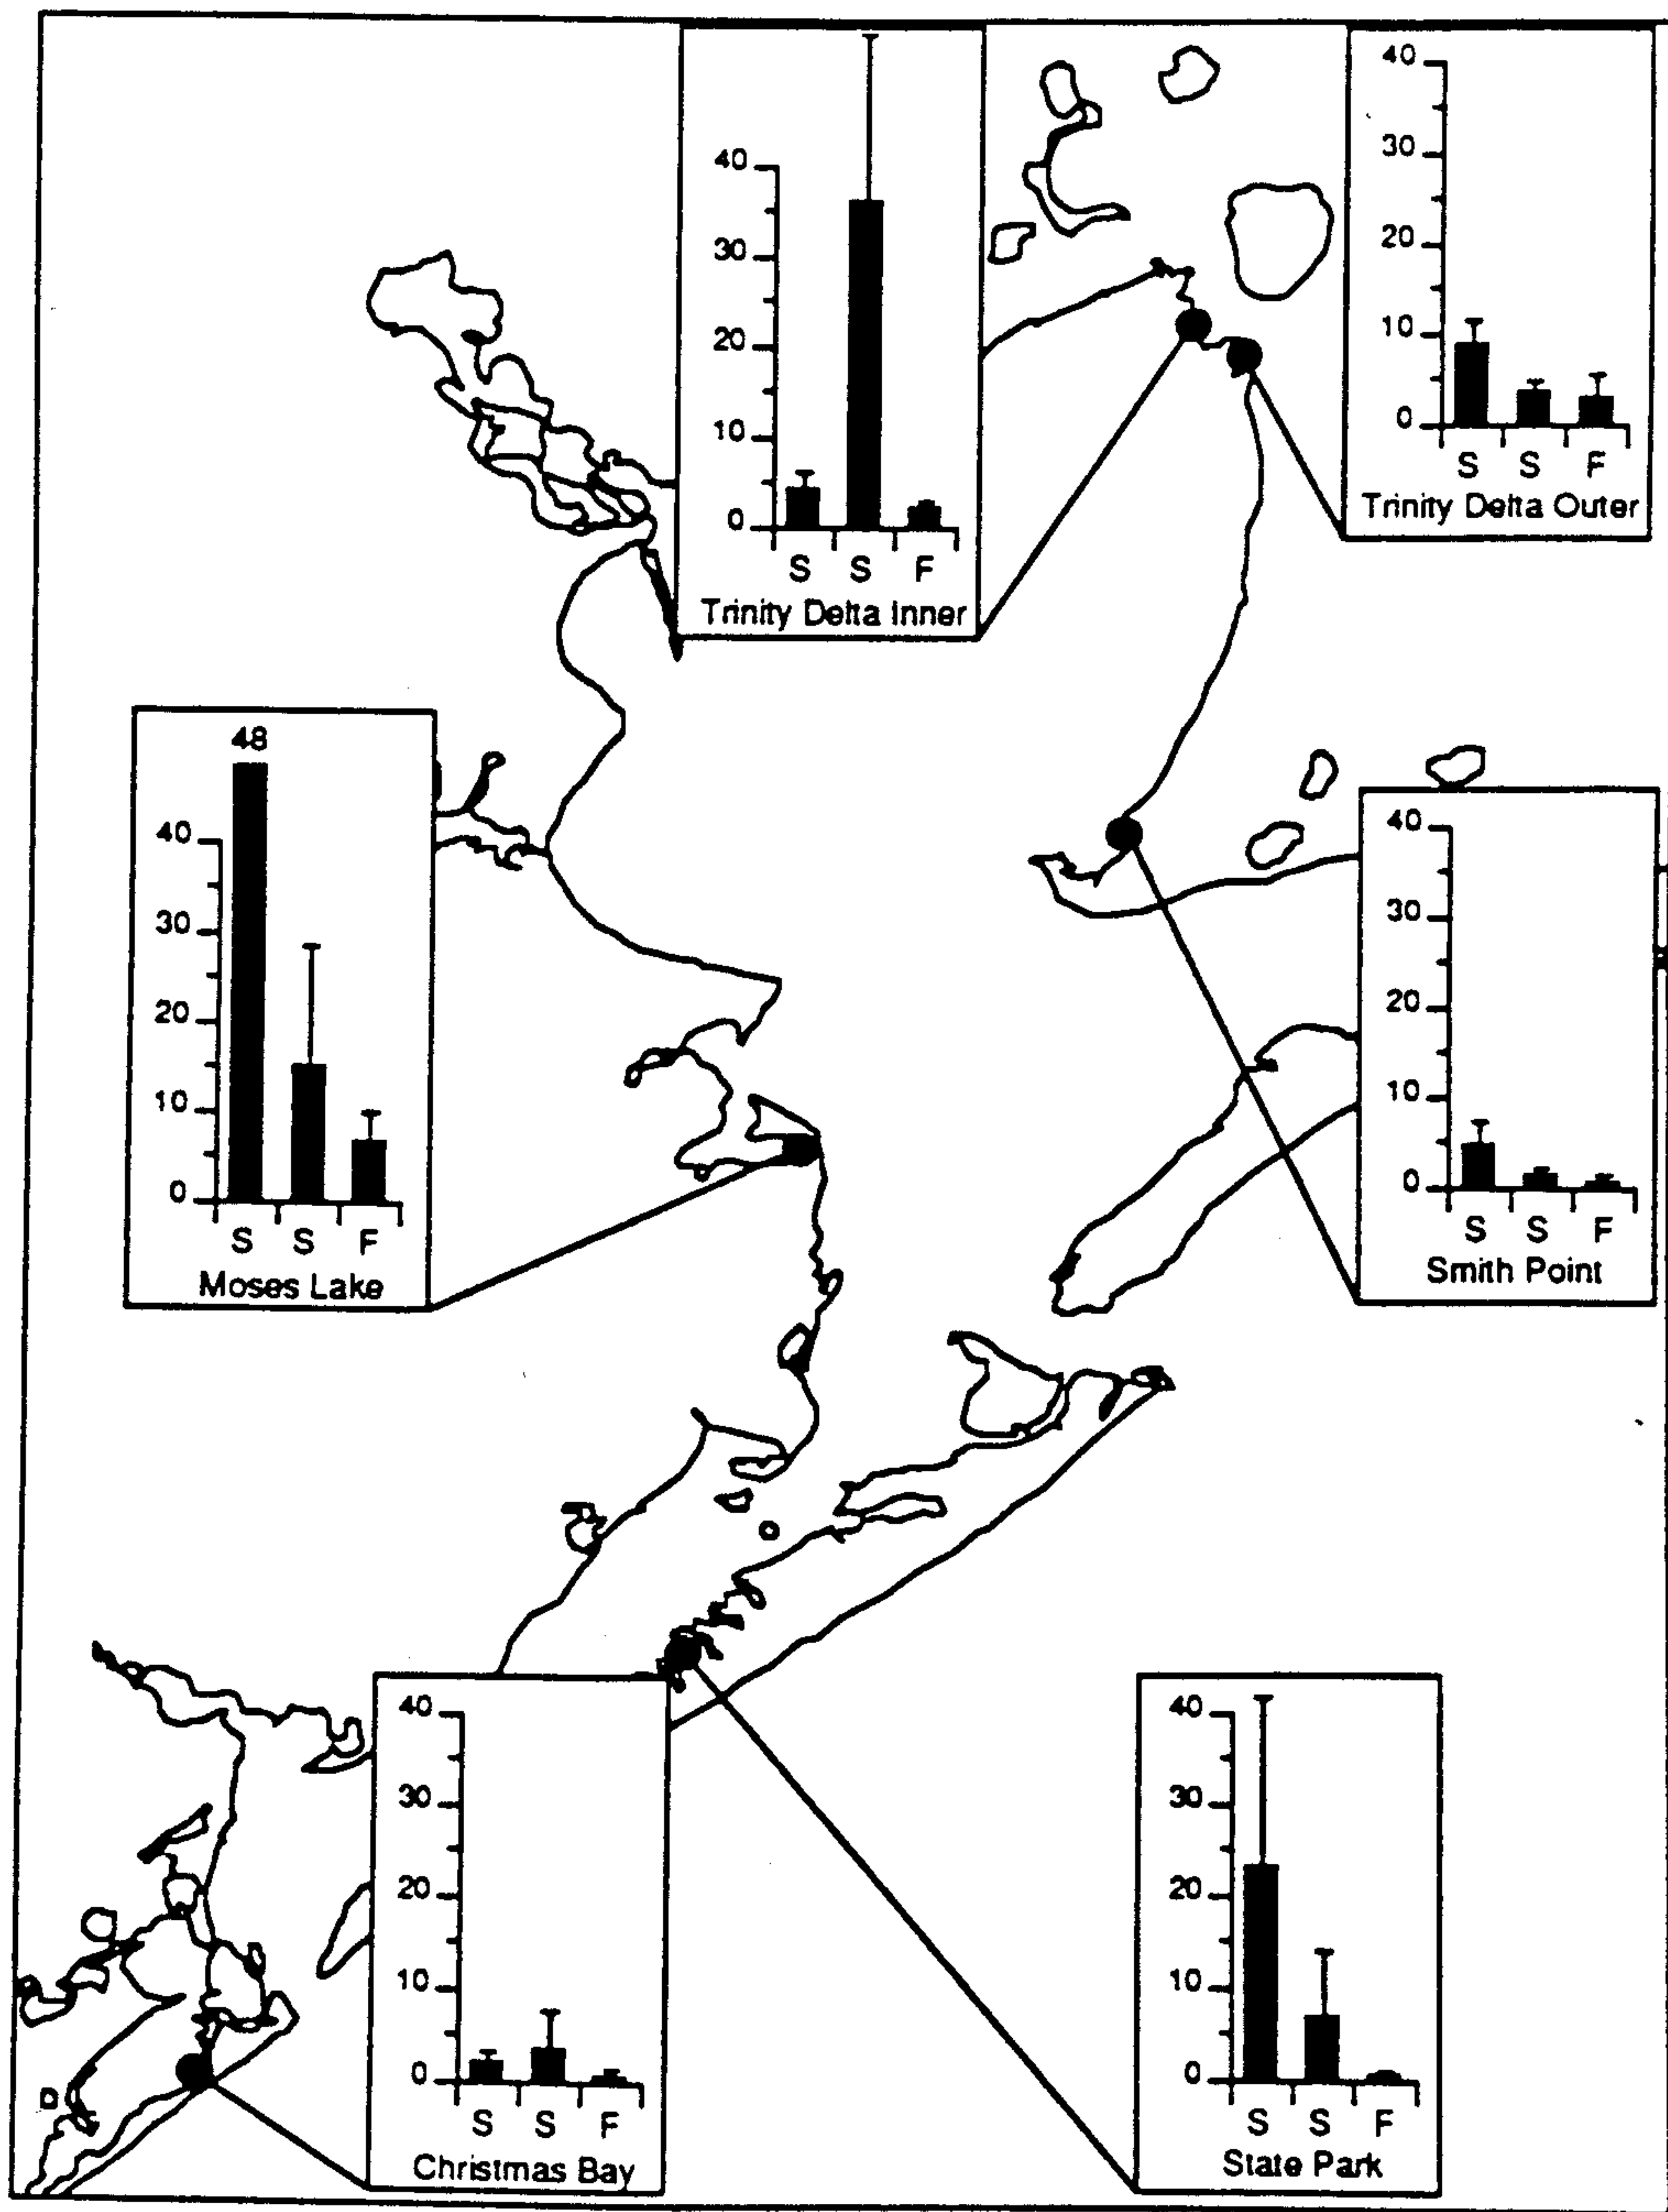 40
30
20
10
0
S S F
Trinity Delta Inner
40
30
20
10
0
S S F
Trinity Delta Outer
48
40
30
20
10
0
S S F
Moses Lake
40
30
20
10
0
S S F
Smith Point
40
30
20
10
0
S S F
Christmas Bay
40
30
20
10
0
S S F
State Park